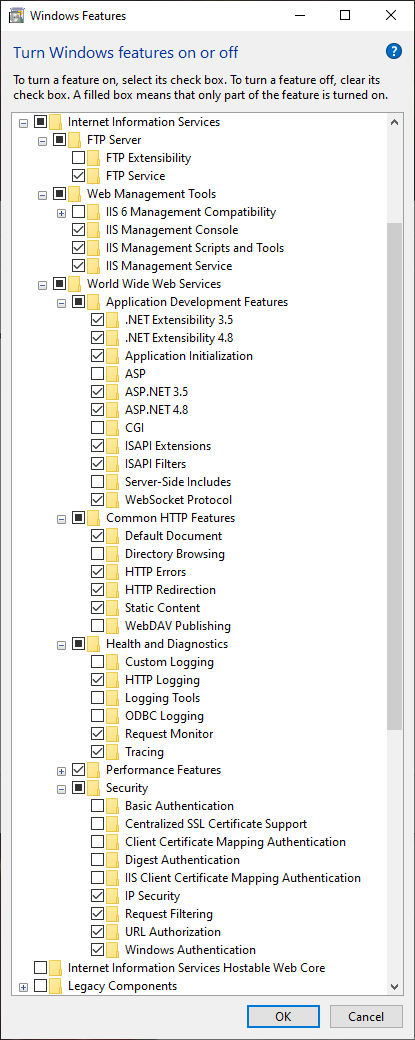 Windows Features
Turn Windows features on or off
To turn a feature on, select its check box. To turn a feature off, clear its
check box. A filled box means that only part of the feature is turned on.
Internet Information Services
FTP Server
FTP Extensibility
FTP Service
Web Management Tools
IIS 6 Management Compatibility
IIS Management Console
IIS Management Scripts and Tools
IIS Management Service
World Wide Web Services
Application Development Features
.NET Extensibility 3.5
.NET Extensibility 4.8
Application Initialization
ASP
ASP.NET 3.5
ASP.NET 4.8
CGI
ISAPI Extensions
ISAPI Filters
Server-Side Includes
WebSocket Protocol
Common HTTP Features
Default Document
Directory Browsing
HTTP Errors
HTTP Redirection
Static Content
WebDAV Publishing
Health and Diagnostics
Custom Logging
HTTP Logging
Logging Tools
ODBC Logging
Request Monitor
Tracing
Performance Features
Security
Basic Authentication
Centralized SSL Certificate Support
Client Certificate Mapping Authentication
Digest Authentication
IIS Client Certificate Mapping Authentication
IP Security
Request Filtering
URL Authorization
Windows Authentication
Internet Information Services Hostable Web Core
Legacy Components
OK
Cancel